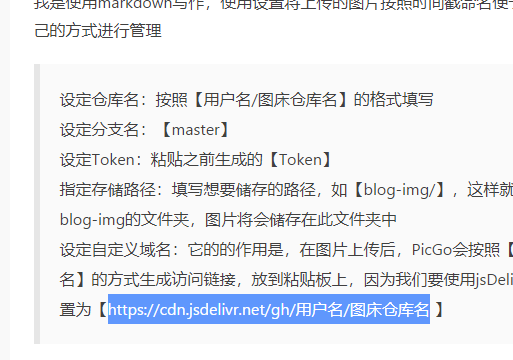 我是使用markdown写作，使用设置将上传的图片按照时间戳命名便于
己的方式进行管理
设定仓库名：按照【用户名/图床仓库名】的格式填写
设定分支名：【master】
设定Token：粘贴之前生成的【Token】
指定存储路径：填写想要储存的路径，如【blog-img/】，这样就
blog-img的文件夹，图片将会储存在此文件夹中
设定自定义域名：它的的作用是，在图片上传后，PicGo会按照【
名】的方式生成访问链接，放到粘贴板上，因为我们要使用jsDeli
置为【https://cdn.jsdelivr.net/gh/用户名/图床仓库名 】